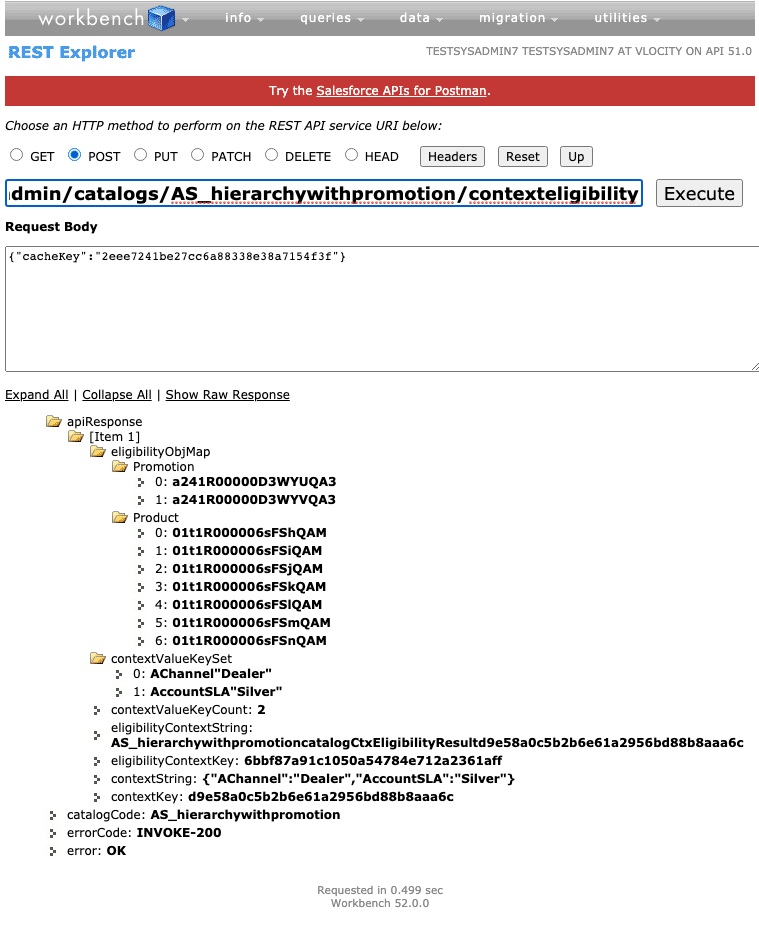 workbench info queries data migration utilities
REST Explorer
TESTSYSADMIN7 TESTSYSADMIN7 AT VLOCITY ON API 51.0
Try the Salesforce APIs for Postman.
Choose an HTTP method to perform on the REST API service URI below:
GET POST PUT PATCH DELETE HEAD Headers Reset Up
dmin/catalogs/AS_hierarchywithpromotion/contexteligibility Execute
Request Body
{"cacheKey":"2eee7241be27cc6a88338e38a7154f3f"}
Expand All | Collapse All | Show Raw Response
apiResponse
[Item 1]
eligibilityObjMap
Promotion
0: a241R00000D3WYUQA3
1: a241R00000D3WYVQA3
Product
0: 01t1R000006sFShQAM
1: 01t1R000006sFSiQAM
2: 01t1R000006sFSjQAM
3: 01t1R000006sFSkQAM
4: 01t1R000006sFSlQAM
5: 01t1R000006sFSmQAM
6: 01t1R000006sFSnQAM
contextValueKeySet
0: AChannel"Dealer"
1: AccountSLA"Silver"
contextValueKeyCount: 2
eligibilityContextString:
AS_hierarchywithpromotioncatalogCtxEligibilityResultd9e58a0c5b2b6e61a2956bd88b8aaa6c
eligibilityContextKey: 6bbf87a91c1050a54784e712a2361aff
contextString: {"AChannel":"Dealer","AccountSLA":"Silver"}
contextKey: d9e58a0c5b2b6e61a2956bd88b8aaa6c
catalogCode: AS_hierarchywithpromotion
errorCode: INVOKE-200
error: OK
Requested in 0.499 sec
Workbench 52.0.0